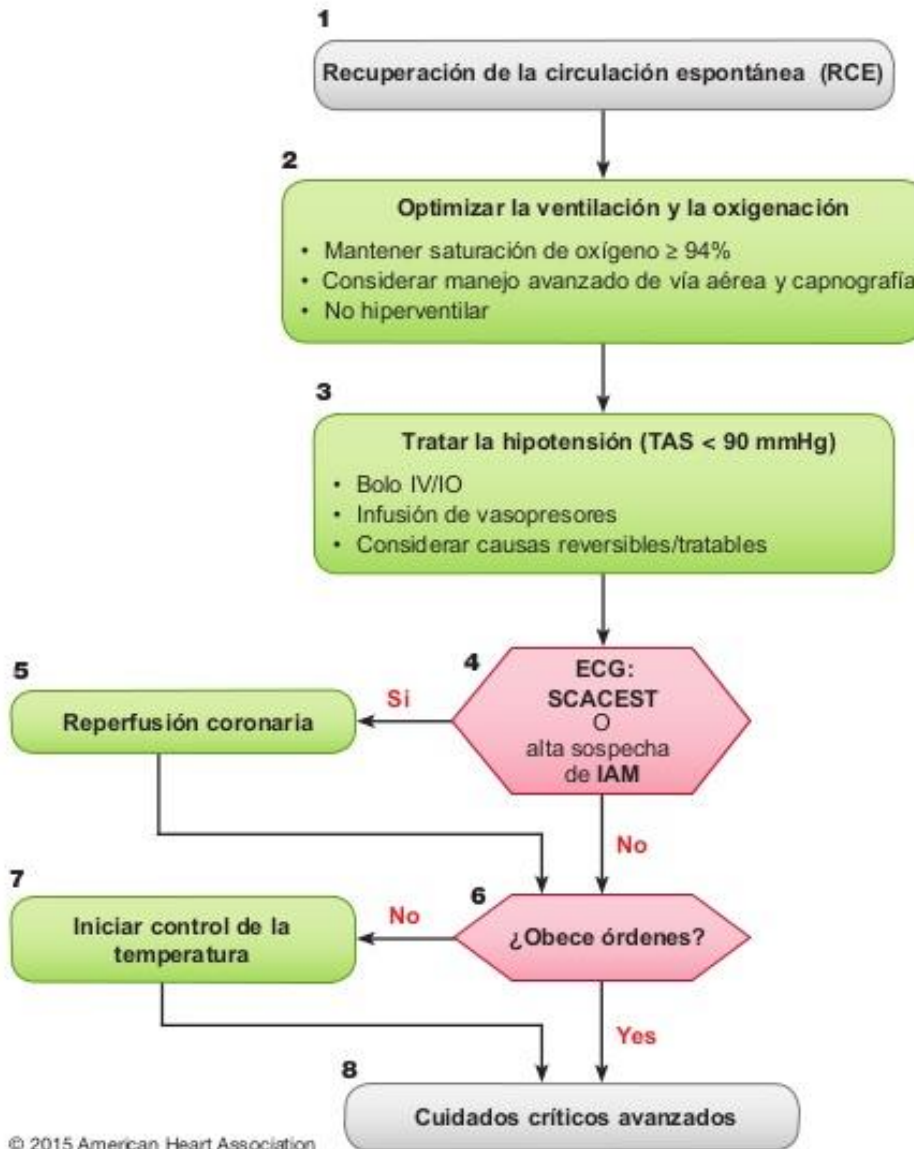 1
Recuperación de la circulación espontánea (RCE)
2
Optimizar la ventilación y la oxigenación
• Mantener saturación de oxígeno ≥ 94%
• Considerar manejo avanzado de vía aérea y capnografía
• No hiperventilar
3
Tratar la hipotensión (TAS < 90 mmHg)
• Bolo IV/IO
• Infusión de vasopresores
• Considerar causas reversibles/tratables
4
ECG:
SCACEST
O
alta sospecha
de IAM
Si
5
Reperfusión coronaria
No
6
¿Obece órdenes?
No
7
Iniciar control de la
temperatura
Yes
8
Cuidados críticos avanzados
© 2015 American Heart Association